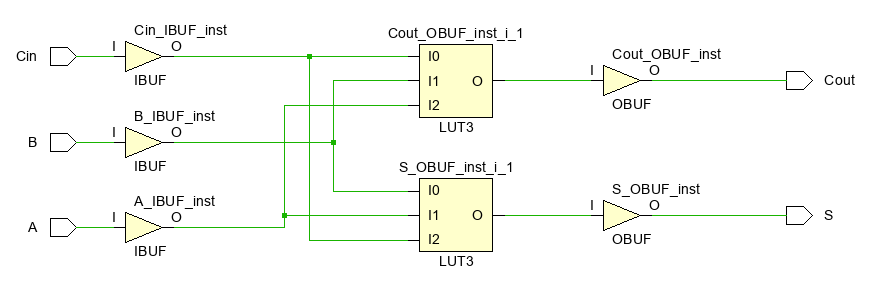 Cin_IBUF_inst
Cin
I
O
IBUF
B_IBUF_inst
B
I
O
IBUF
A_IBUF_inst
A
I
O
IBUF
Cout_OBUF_inst_i_1
I0
I1
O
I2
LUT3
S_OBUF_inst_i_1
I0
I1
O
I2
LUT3
Cout_OBUF_inst
I
O
Cout
OBUF
S_OBUF_inst
I
O
S
OBUF